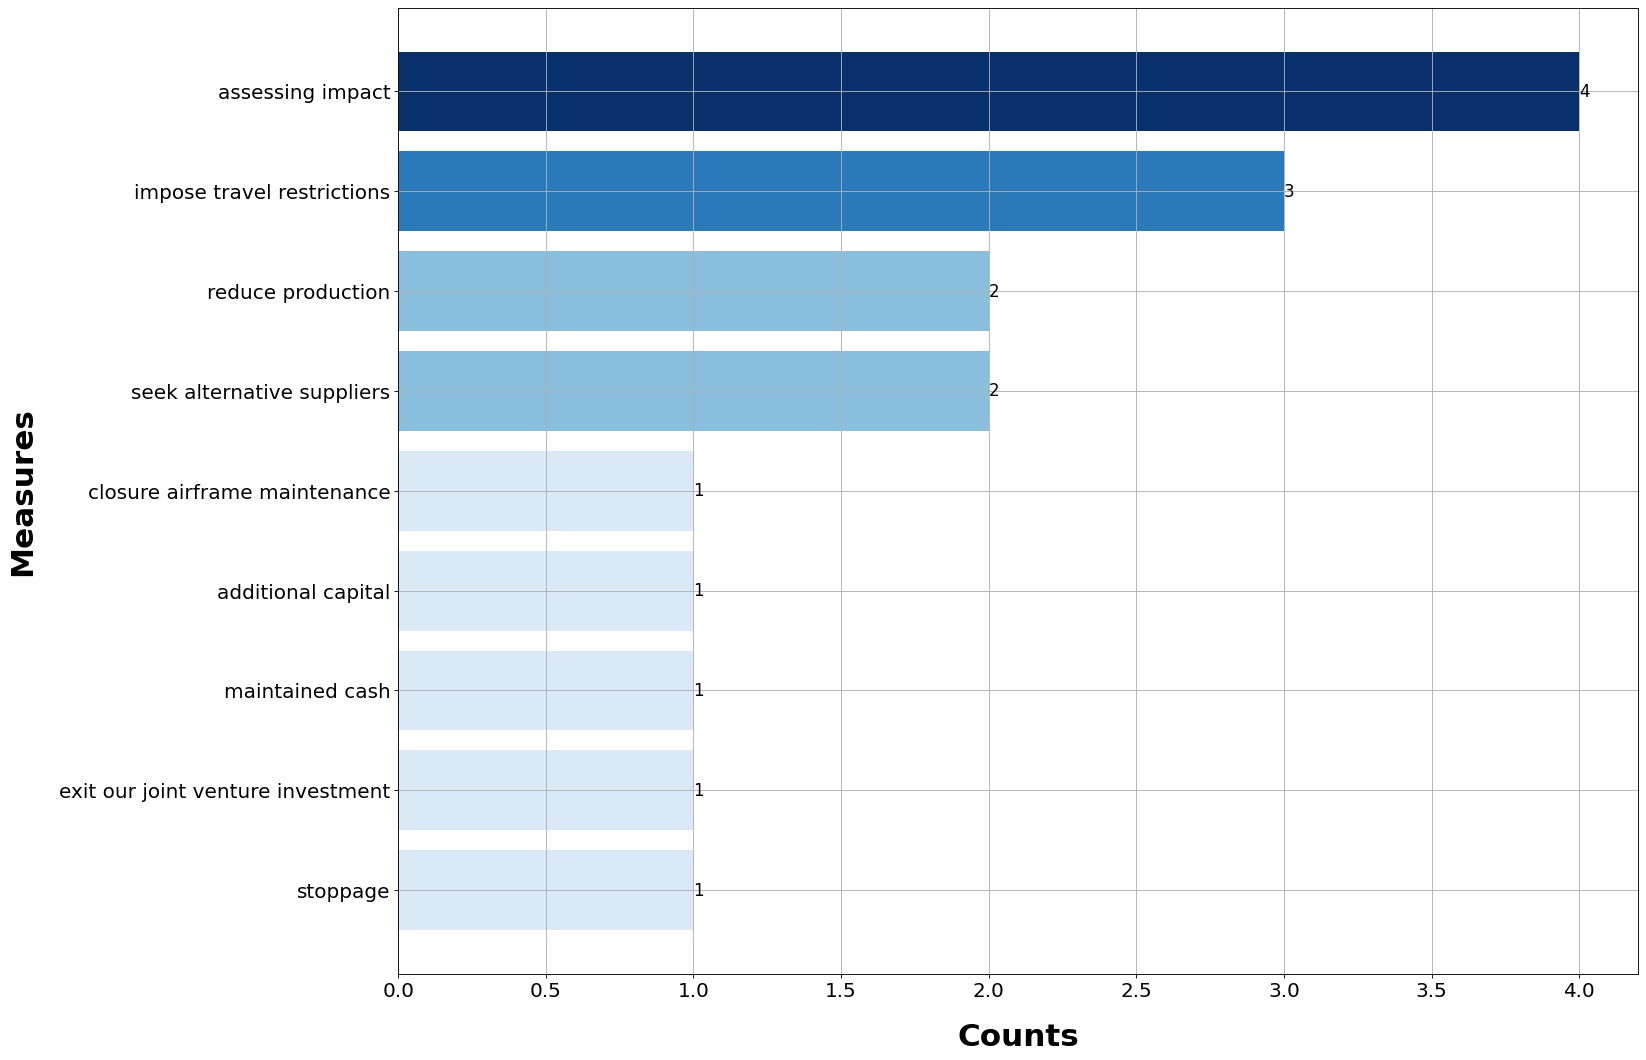 assessing impact 4
impose travel restrictions 3
reduce production 2
seek alternative suppliers 2
closure airframe maintenance 1
additional capital 1
maintained cash 1
exit our joint venture investment 1
stoppage 1
Measures
0.0 0.5 1.0 1.5 2.0 2.5 3.0 3.5 4.0
Counts